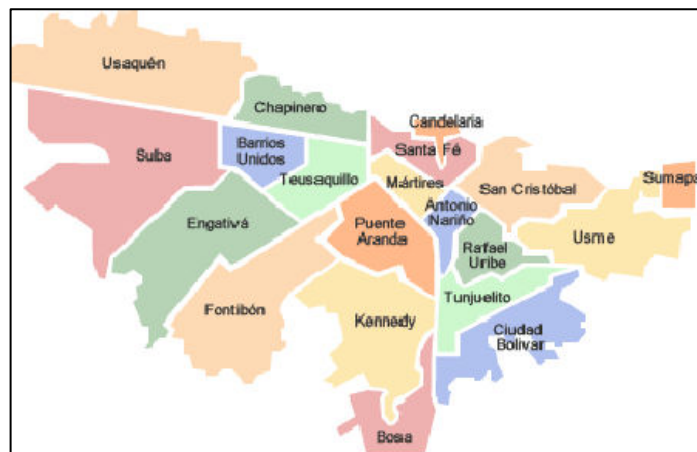 Usaquén
Chapinero
Candelaria
Barrios
Unidos
Santa Fé
Suba
Teusaquillo
Mártires
San Cristóbal
Sumapa
Antonio
Nariño
Engativá
Puente
Aranda
Usme
Rafael
Uribe
Fontibón
Tunjuelito
Kennedy
Ciudad
Bolívar
Bosa